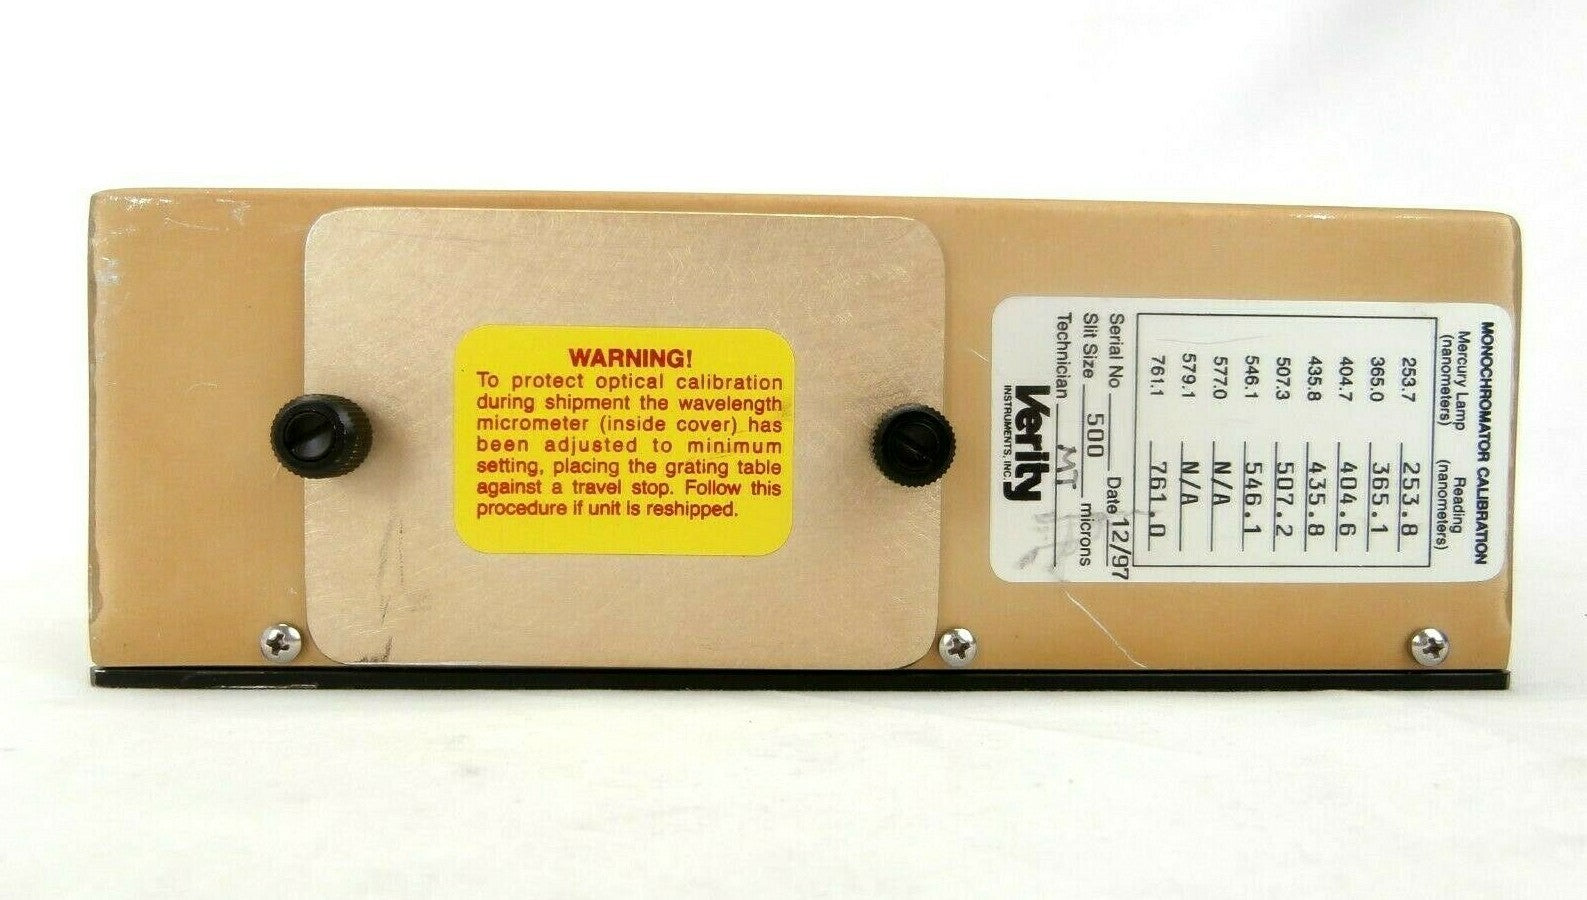 WARNING!
To protect optical calibration
during shipment the wavelength
micrometer (inside cover) has
been adjusted to minimum
setting, placing the grating table
against a travel stop. Follow this
procedure if unit is reshipped.
MONOCHROMATOR CALIBRATION
Mercury Lamp Reading
(nanometers) (nanometers)
253.7 253.8
365.0 365.1
404.7 404.6
435.8 435.8
507.3 507.2
546.1 546.1
577.0 N/A
579.1 N/A
761.1 761.0
Serial No Date 12/97
Slit Size 500 microns
Technician MT
Verity
INSTRUMENTS, INC.